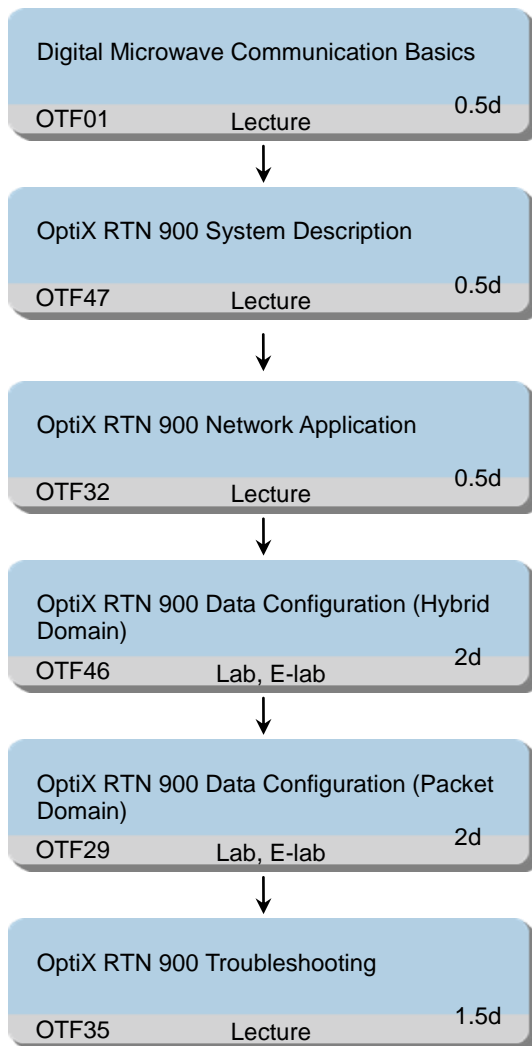 Digital Microwave Communication Basics
0.5d
OTF01 Lecture
OptiX RTN 900 System Description
0.5d
OTF47 Lecture
OptiX RTN 900 Network Application
0.5d
OTF32 Lecture
OptiX RTN 900 Data Configuration (Hybrid
Domain)
2d
OTF46 Lab, E-lab
OptiX RTN 900 Data Configuration (Packet
Domain)
2d
OTF29 Lab, E-lab
OptiX RTN 900 Troubleshooting
1.5d
OTF35 Lecture